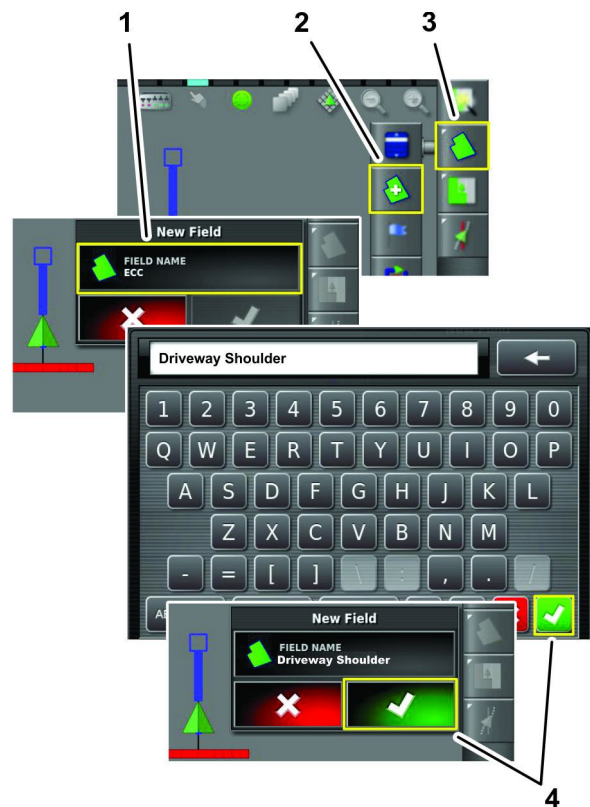 1 2 3
New Field
FIELD NAME
ECC
Driveway Shoulder
1 2 3 4 5 6 7 8 9 0
Q W E R T Y U I O P
A S D F G H J K L
Z X C V B N M
- = [ ] \ : , . /
New Field
FIELD NAME
Driveway Shoulder
4